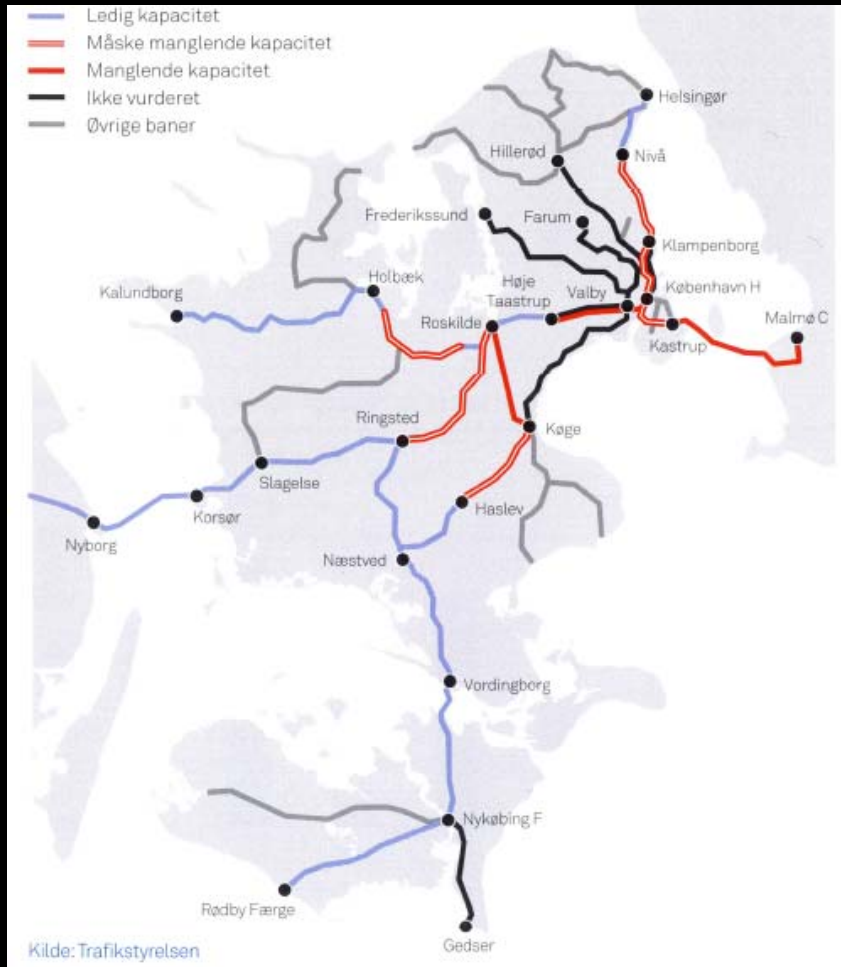 Ledig kapacitet
Måske manglende kapacitet
Manglende kapacitet
Ikke vurderet
Øvrige baner
Helsingør
Hillerød
Nivå
Frederikssund
Farum
Klampenborg
Holbæk
Høje
Taastrup
Valby
København H
Kalundborg
Roskilde
Malmø C
Kastrup
Ringsted
Køge
Slagelse
Korsør
Haslev
Nyborg
Næstved
Vordingborg
Nykøbing F
Rødby Færge
Gedser
Kilde: Trafikstyrelsen